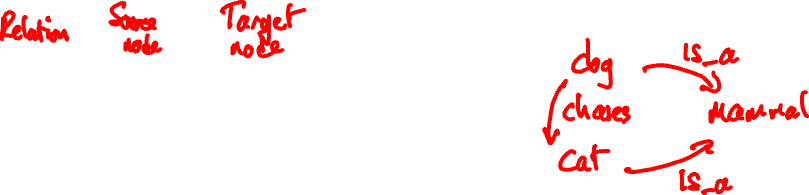 Relation Source Target
node node
dog is_a
chases Mammal
cat is_a